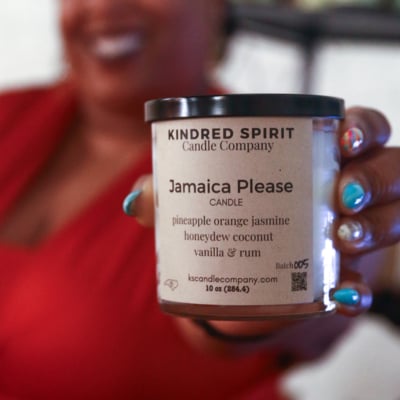 KINDRED SPIRIT
Candle Company
Jamaica Please
CANDLE
pineapple orange jasmine
honeydew coconut
vanilla & rum
Batch 005
kscandlecompany.com
10 oz (284.4)